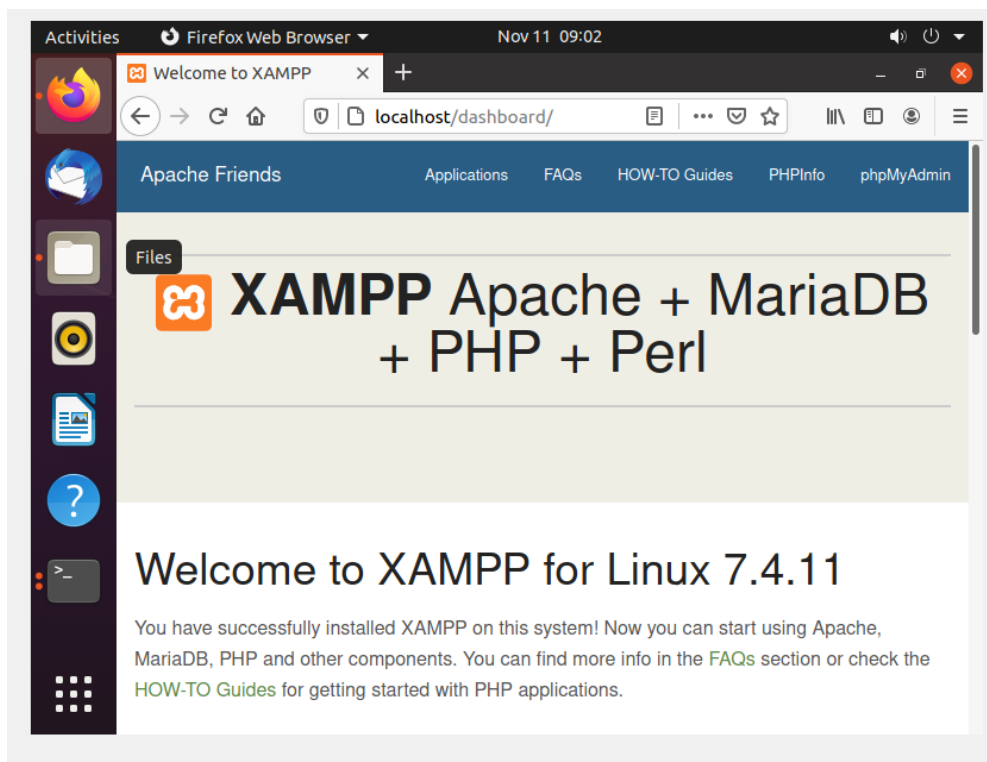 Activities
Firefox Web Browser
Nov 11 09:02
Welcome to XAMPP
localhost/dashboard/
Apache Friends
Applications
FAQs
HOW-TO Guides
PHPInfo
phpMyAdmin
Files
XAMPP Apache + MariaDB
+ PHP + Perl
Welcome to XAMPP for Linux 7.4.11
You have successfully installed XAMPP on this system! Now you can start using Apache,
MariaDB, PHP and other components. You can find more info in the FAQs section or check the
HOW-TO Guides for getting started with PHP applications.